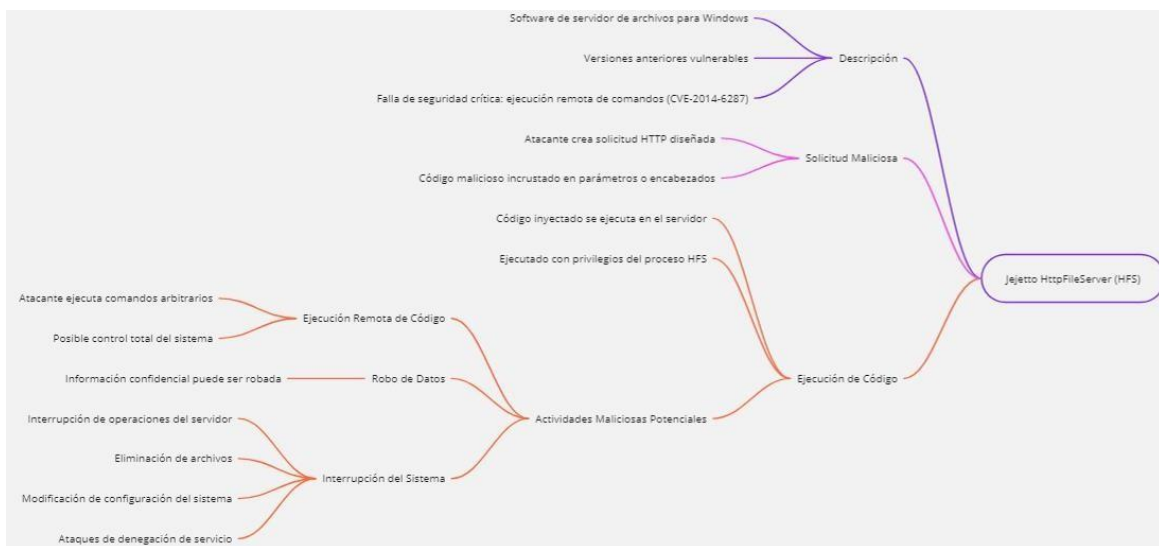 Software de servidor de archivos para Windows
Versiones anteriores vulnerables
Descripción
Falla de seguridad crítica: ejecución remota de comandos (CVE-2014-6287)
Atacante crea solicitud HTTP diseñada
Solicitud Maliciosa
Código malicioso incrustado en parámetros o encabezados
Código inyectado se ejecuta en el servidor
Ejecutado con privilegios del proceso HFS
Jejetto HttpFileServer (HFS)
Atacante ejecuta comandos arbitrarios
Ejecución Remota de Código
Posible control total del sistema
Información confidencial puede ser robada
Robo de Datos
Ejecución de Código
Interrupción de operaciones del servidor
Actividades Maliciosas Potenciales
Eliminación de archivos
Interrupción del Sistema
Modificación de configuración del sistema
Ataques de denegación de servicio